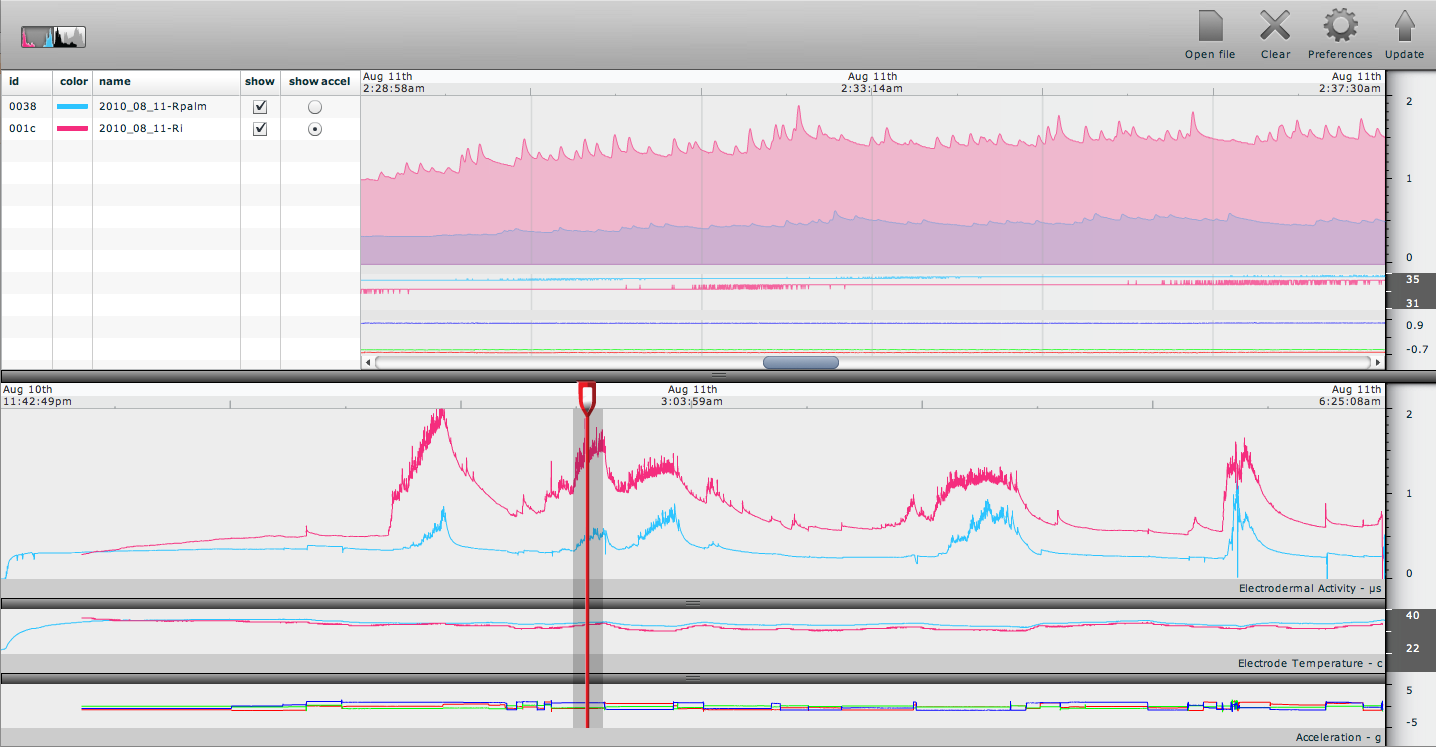 Open file Clear Preferences Update
id color name show show accel
0038 2010_08_11-Rpalm
001c 2010_08_11-Ri
Aug 11th Aug 11th Aug 11th
2:28:58am 2:33:14am 2:37:30am
2
1
0
35
31
0.9
-0.7
Aug 10th Aug 11th Aug 11th
11:42:49pm 3:03:59am 6:25:08am
2
1
0
Electrodermal Activity - µs
40
22
Electrode Temperature - c
5
-5
Acceleration - g